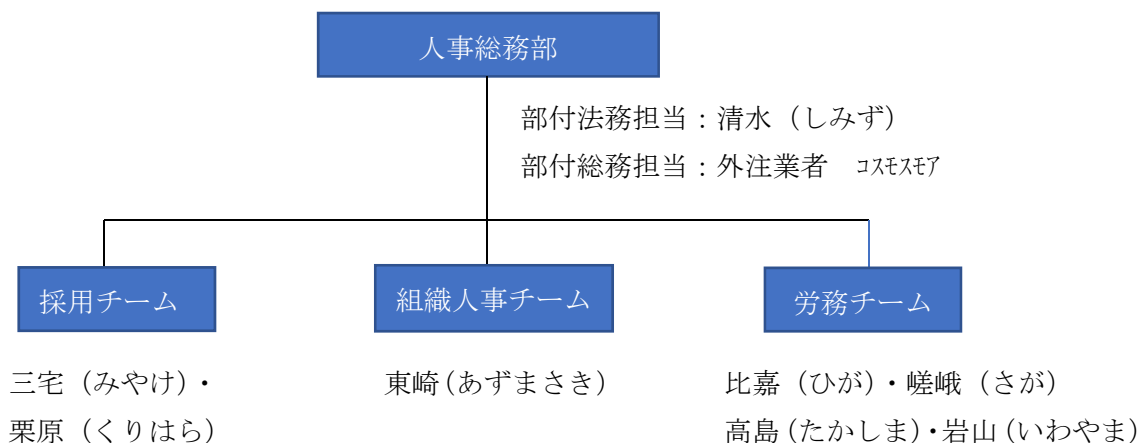 人事総務部
部付法務担当：清水（しみず）
部付総務担当：外注業者　ｺｽﾓｽﾓｱ
採用チーム
組織人事チーム
労務チーム
三宅（みやけ）・
栗原（くりはら）
東崎（あずまさき）
比嘉（ひが）・嵯峨（さが）
高島（たかしま）・岩山（いわやま）